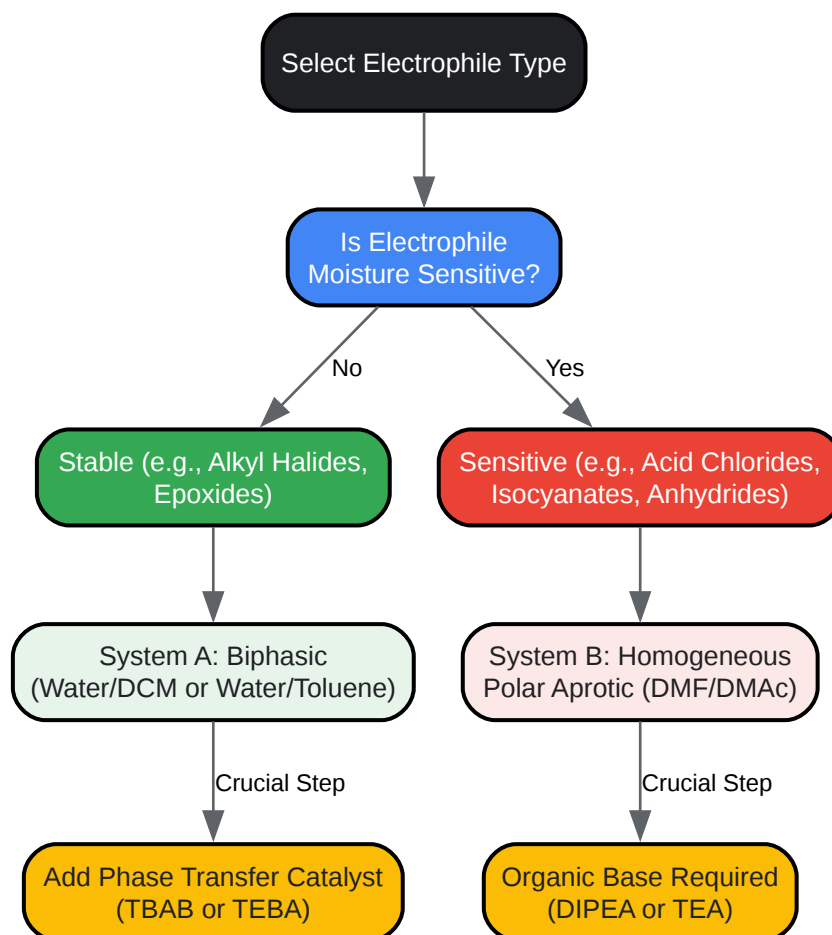 Select Electrophile Type
Is Electrophile
Moisture Sensitive?
No
Yes
Stable (e.g., Alkyl Halides,
Epoxides)
Sensitive (e.g., Acid Chlorides,
Isocyanates, Anhydrides)
System A: Biphasic
(Water/DCM or Water/Toluene)
System B: Homogeneous
Polar Aprotic (DMF/DMAc)
Crucial Step
Crucial Step
Add Phase Transfer Catalyst
(TBAB or TEBA)
Organic Base Required
(DIPEA or TEA)